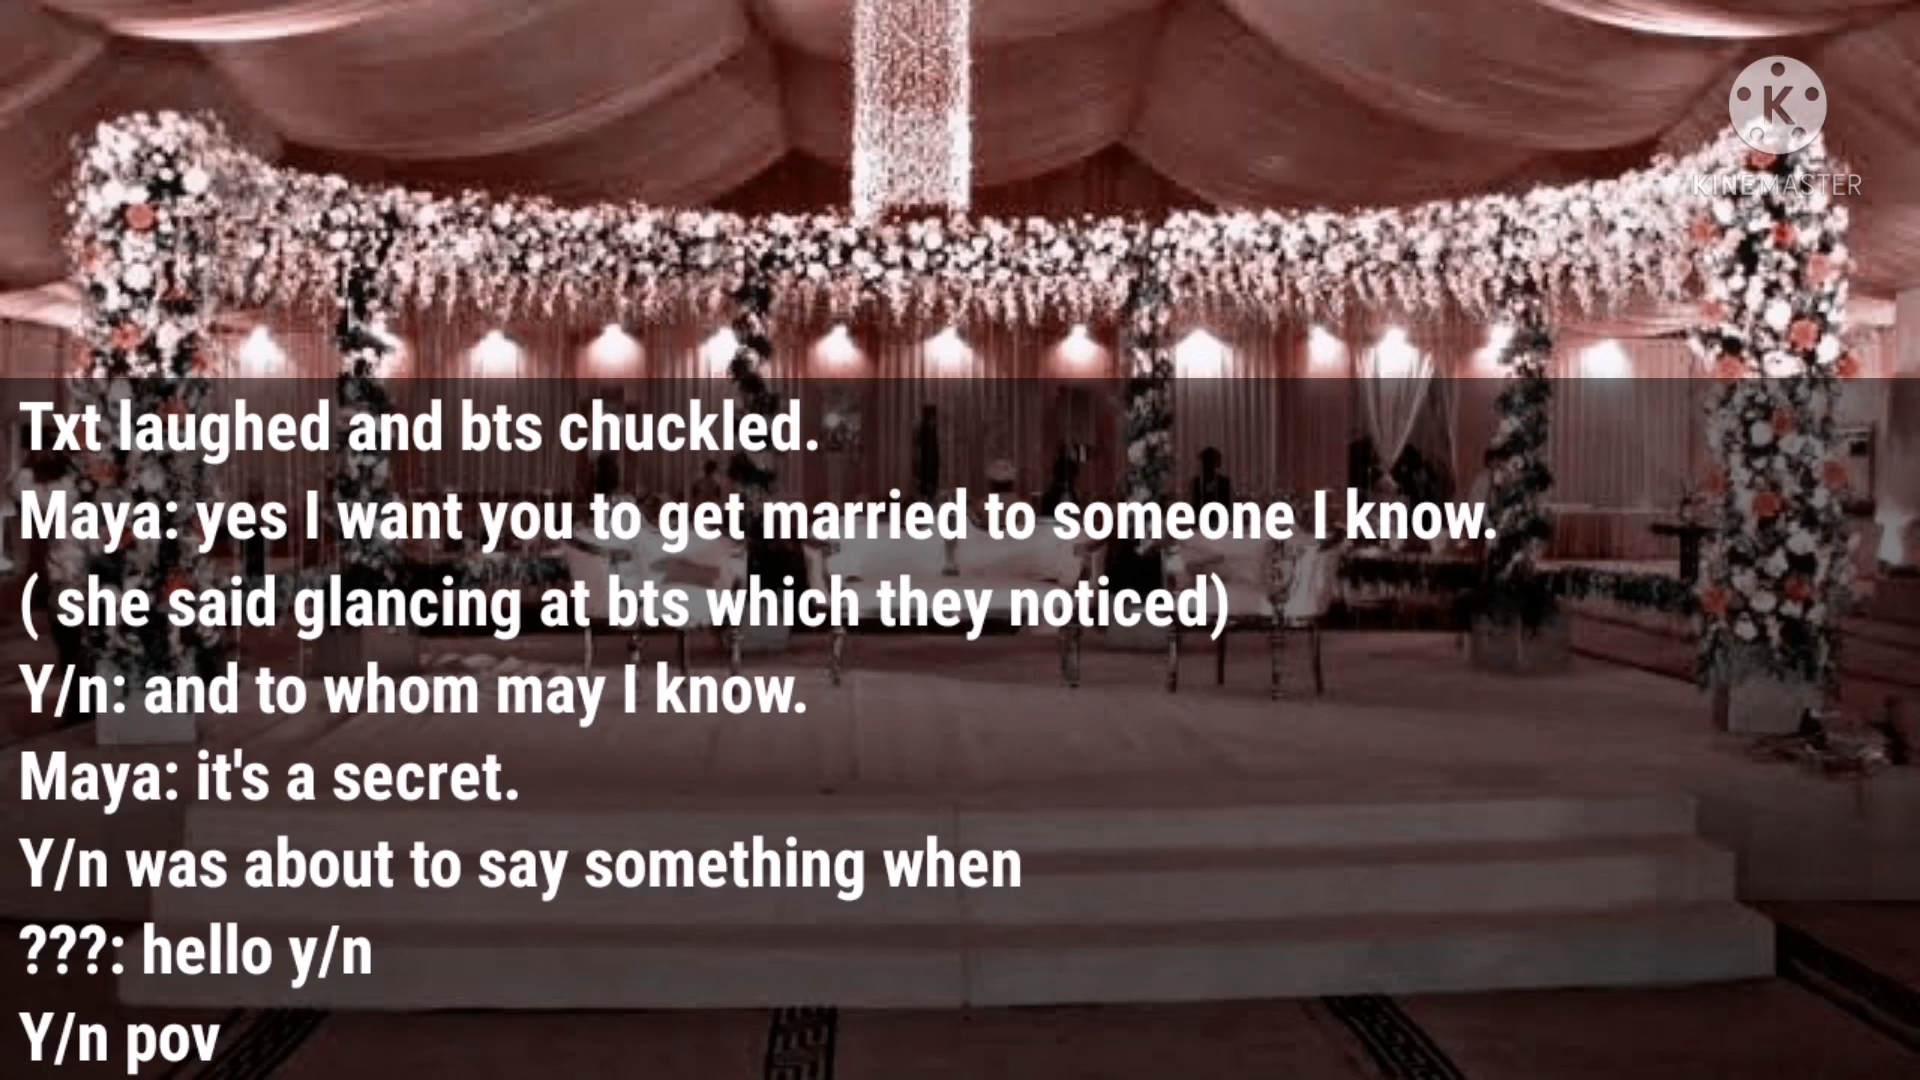 K
KINEMASTER
Txt laughed and bts chuckled.
Maya: yes I want you to get married to someone I know.
( she said glancing at bts which they noticed)
Y/n: and to whom may I know.
Maya: it's a secret.
Y/n was about to say something when
???: hello y/n
Y/n pov